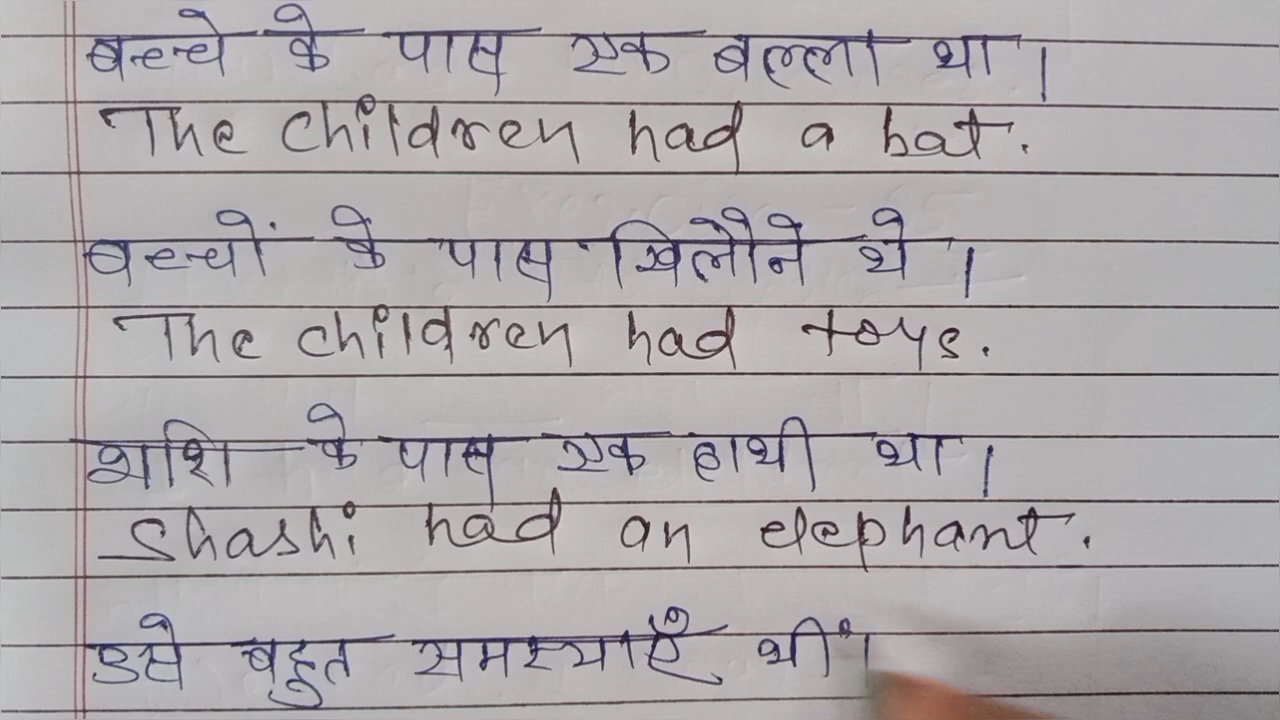 बच्चे के पास एक बल्ला था।
The children had a bat.
बच्चों के पास खिलौने थे।
The children had toys.
शशि के पास एक हाथी था।
Shashi had an elephant.
उसे बहुत समस्याएँ थीं।